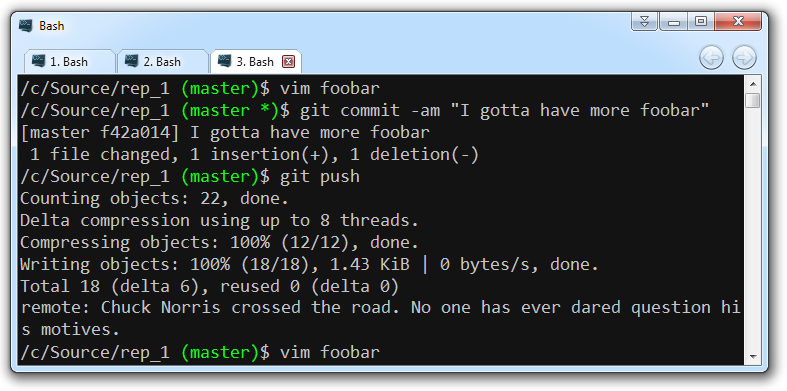 Bash
1. Bash 2. Bash 3. Bash
/c/Source/rep_1 (master)$ vim foobar
/c/Source/rep_1 (master *)$ git commit -am "I gotta have more foobar"
[master f42a014] I gotta have more foobar
 1 file changed, 1 insertion(+), 1 deletion(-)
/c/Source/rep_1 (master)$ git push
Counting objects: 22, done.
Delta compression using up to 8 threads.
Compressing objects: 100% (12/12), done.
Writing objects: 100% (18/18), 1.43 KiB | 0 bytes/s, done.
Total 18 (delta 6), reused 0 (delta 0)
remote: Chuck Norris crossed the road. No one has ever dared question hi
s motives.
/c/Source/rep_1 (master)$ vim foobar